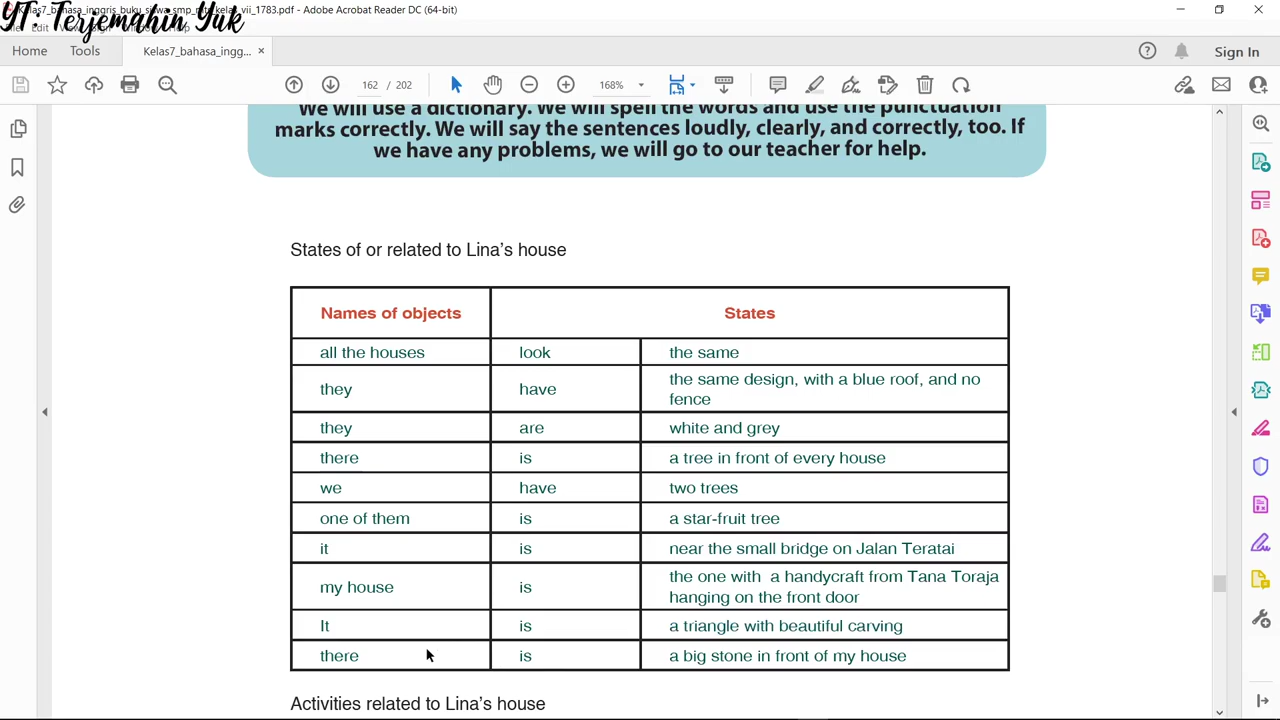 YT: Terjemahin Yuk
_bahasa_inggris_buku_siswa_smp_mts_kelas_vii_1783.pdf - Adobe Acrobat Reader DC (64-bit)
Edit
Home Tools Kelas7_bahasa_ingg... × Sign In
162 / 202 168%
We will use a dictionary. We will spell the words and use the punctuation
marks correctly. We will say the sentences loudly, clearly, and correctly, too. If
we have any problems, we will go to our teacher for help.
States of or related to Lina's house
Names of objects States
all the houses look the same
they have the same design, with a blue roof, and no
fence
they are white and grey
there is a tree in front of every house
we have two trees
one of them is a star-fruit tree
it is near the small bridge on Jalan Teratai
my house is the one with a handycraft from Tana Toraja
hanging on the front door
It is a triangle with beautiful carving
there is a big stone in front of my house
Activities related to Lina's house